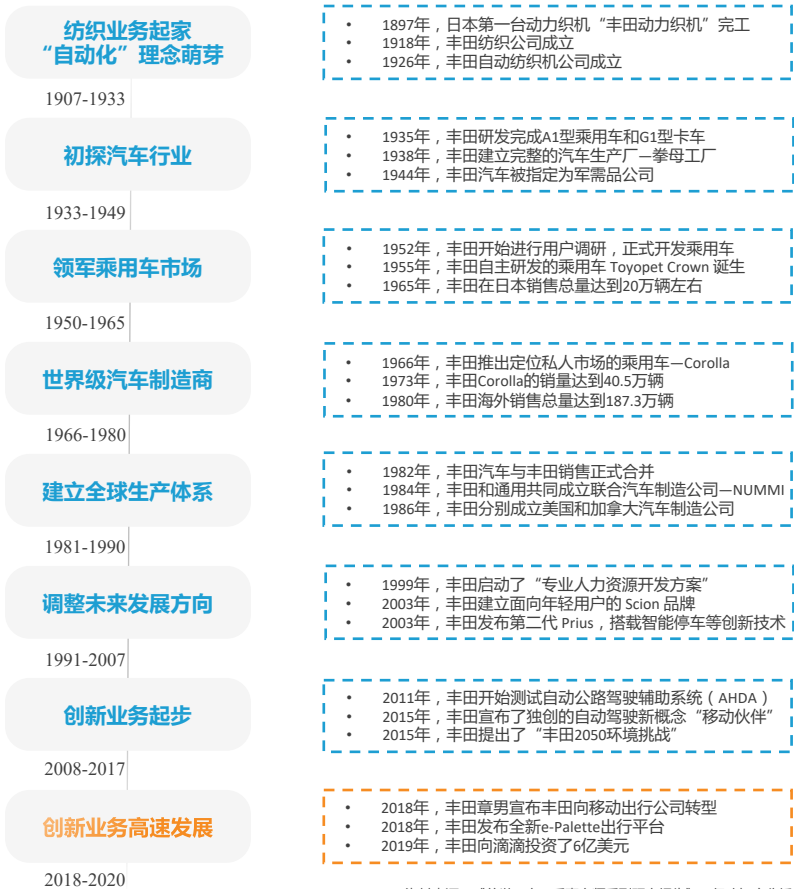 纺织业务起家
“自动化”理念萌芽
• 1897年，日本第一台动力织机“丰田动力织机”完工
• 1918年，丰田纺织公司成立
• 1926年，丰田自动纺织机公司成立
1907-1933
初探汽车行业
• 1935年，丰田研发完成A1型乘用车和G1型卡车
• 1938年，丰田建立完整的汽车生产厂—拳母工厂
• 1944年，丰田汽车被指定为军需品公司
1933-1949
领军乘用车市场
• 1952年，丰田开始进行用户调研，正式开发乘用车
• 1955年，丰田自主研发的乘用车 Toyopet Crown 诞生
• 1965年，丰田在日本销售总量达到20万辆左右
1950-1965
世界级汽车制造商
• 1966年，丰田推出定位私人市场的乘用车—Corolla
• 1973年，丰田Corolla的销量达到40.5万辆
• 1980年，丰田海外销售总量达到187.3万辆
1966-1980
建立全球生产体系
• 1982年，丰田汽车与丰田销售正式合并
• 1984年，丰田和通用共同成立联合汽车制造公司—NUMMI
• 1986年，丰田分别成立美国和加拿大汽车制造公司
1981-1990
调整未来发展方向
• 1999年，丰田启动了“专业人力资源开发方案”
• 2003年，丰田建立面向年轻用户的 Scion 品牌
• 2003年，丰田发布第二代 Prius，搭载智能停车等创新技术
1991-2007
创新业务起步
• 2011年，丰田开始测试自动公路驾驶辅助系统（AHDA）
• 2015年，丰田宣布了独创的自动驾驶新概念“移动伙伴”
• 2015年，丰田提出了“丰田2050环境挑战”
2008-2017
创新业务高速发展
• 2018年，丰田章男宣布丰田向移动出行公司转型
• 2018年，丰田发布全新e-Palette出行平台
• 2019年，丰田向滴滴投资了6亿美元
2018-2020